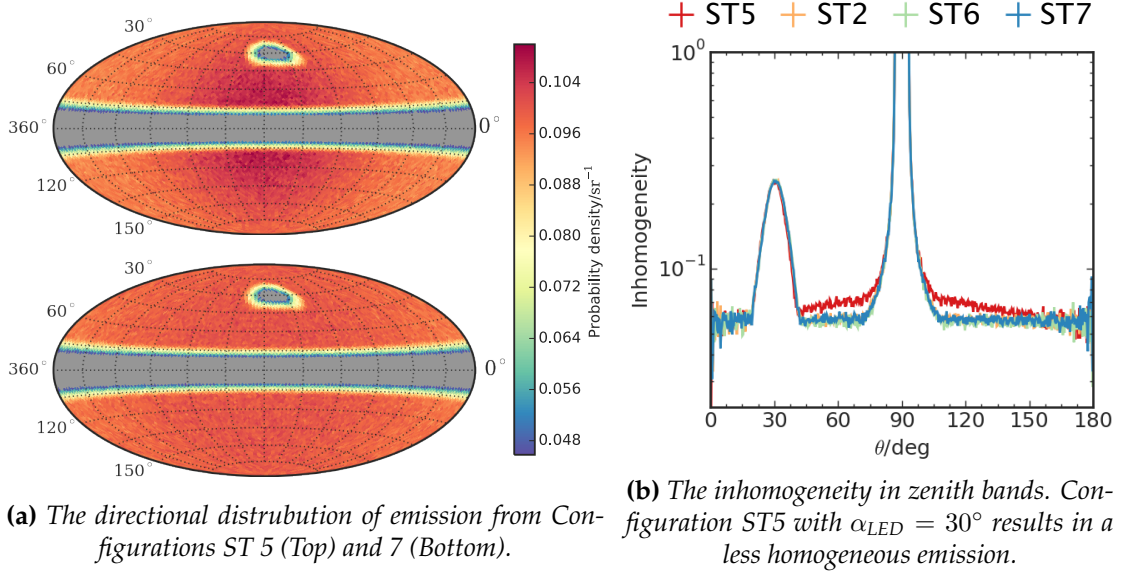 30°
60°
360°
0°
120°
150°
30°
60°
360°
0°
120°
150°
0.104
0.096
0.088
0.080
0.072
0.064
0.056
0.048
Probability density/sr⁻¹
(a) The directional distrubution of emission from Con-
figurations ST 5 (Top) and 7 (Bottom).
ST5 ST2 ST6 ST7
10⁰
10⁻¹
Inhomogeneity
0 30 60 90 120 150 180
θ/deg
(b) The inhomogeneity in zenith bands. Con-
figuration ST5 with α_LED = 30° results in a
less homogeneous emission.